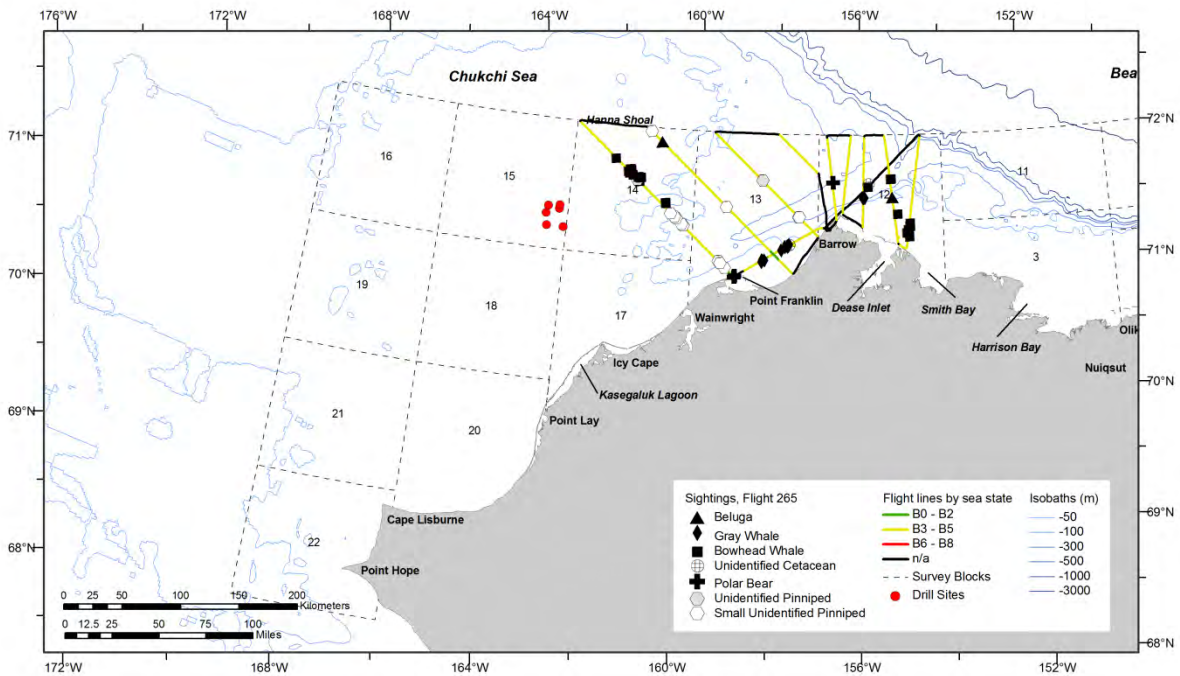 176°W
168°W
164°W
160°W
156°W
152°W
Chukchi Sea
Bea
72°N
71°N
71°N
70°N
70°N
69°N
69°N
68°N
68°N
Hanna Shoal
16
15
14
13
12
11
3
19
18
17
21
20
22
Barrow
Point Franklin
Dease Inlet
Smith Bay
Wainwright
Harrison Bay
Olik
Nuiqsut
Icy Cape
Kasegaluk Lagoon
Point Lay
Cape Lisburne
Point Hope
0 12.5 25 50 75 100
Miles
0 25 50 100 150 200
Kilometers
Sightings, Flight 265
Beluga
Gray Whale
Bowhead Whale
Unidentified Cetacean
Polar Bear
Unidentified Pinniped
Small Unidentified Pinniped
Flight lines by sea state
B0 - B2
B3 - B5
B6 - B8
n/a
Survey Blocks
Drill Sites
Isobaths (m)
-50
-100
-300
-500
-1000
-3000
172°W
168°W
164°W
160°W
156°W
152°W